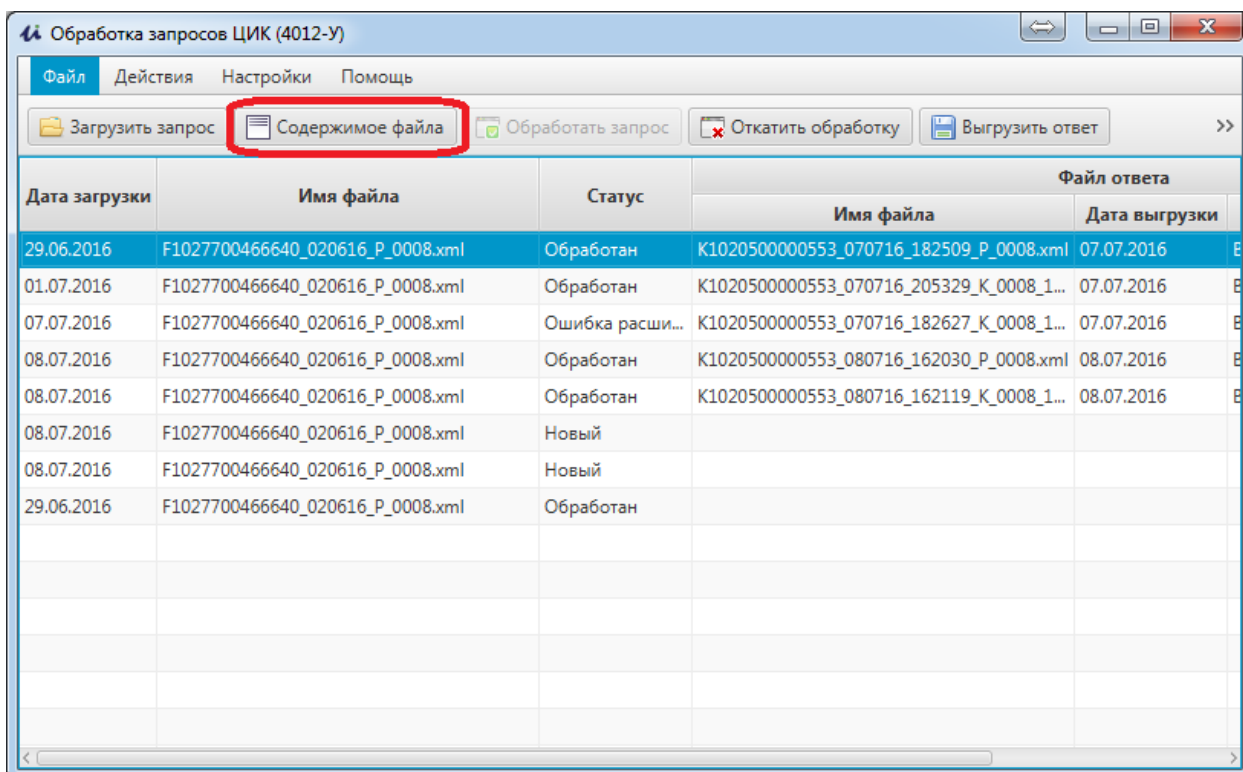 Обработка запросов ЦИК (4012-У)
Файл Действия Настройки Помощь
Загрузить запрос Содержимое файла Обработать запрос Откатить обработку Выгрузить ответ >>
Дата загрузки Имя файла Статус Файл ответа
Имя файла Дата выгрузки
29.06.2016 F1027700466640_020616_P_0008.xml Обработан K1020500000553_070716_182509_P_0008.xml 07.07.2016
01.07.2016 F1027700466640_020616_P_0008.xml Обработан K1020500000553_070716_205329_K_0008_1... 07.07.2016
07.07.2016 F1027700466640_020616_P_0008.xml Ошибка расши... K1020500000553_070716_182627_K_0008_1... 07.07.2016
08.07.2016 F1027700466640_020616_P_0008.xml Обработан K1020500000553_080716_162030_P_0008.xml 08.07.2016
08.07.2016 F1027700466640_020616_P_0008.xml Обработан K1020500000553_080716_162119_K_0008_1... 08.07.2016
08.07.2016 F1027700466640_020616_P_0008.xml Новый
08.07.2016 F1027700466640_020616_P_0008.xml Новый
29.06.2016 F1027700466640_020616_P_0008.xml Обработан